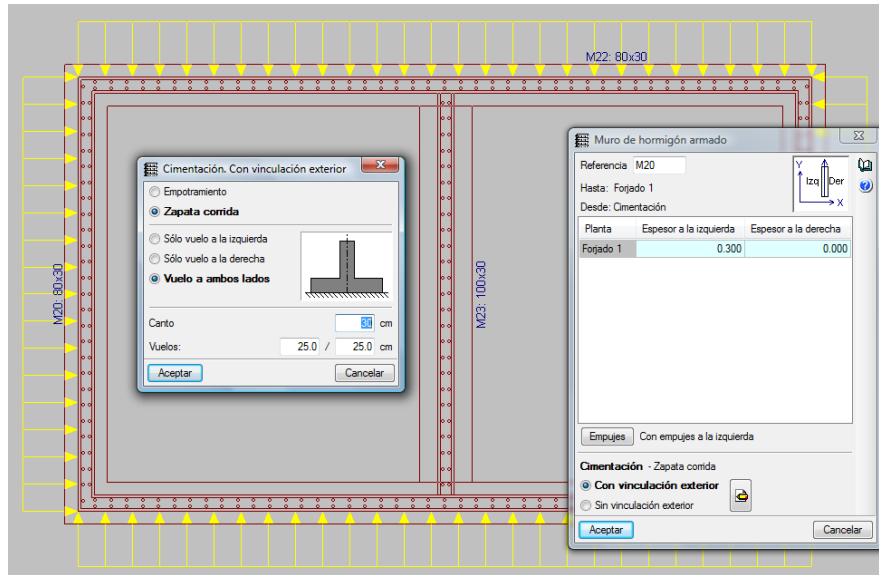 M22: 80x30
Muro de hormigón armado
Referencia M20
Hasta: Forjado 1
Desde: Cimentación
Y
Izq Der
X
Planta Espesor a la izquierda Espesor a la derecha
Forjado 1 0.300 0.000
Empujes Con empujes a la izquierda
Cimentación - Zapata corrida
Con vinculación exterior
Sin vinculación exterior
Aceptar Cancelar
Cimentación. Con vinculación exterior
Empotramiento
Zapata corrida
Sólo vuelo a la izquierda
Sólo vuelo a la derecha
Vuelo a ambos lados
Canto 30 cm
Vuelos: 25.0 / 25.0 cm
Aceptar Cancelar
M20: 80x30
M23: 100x30